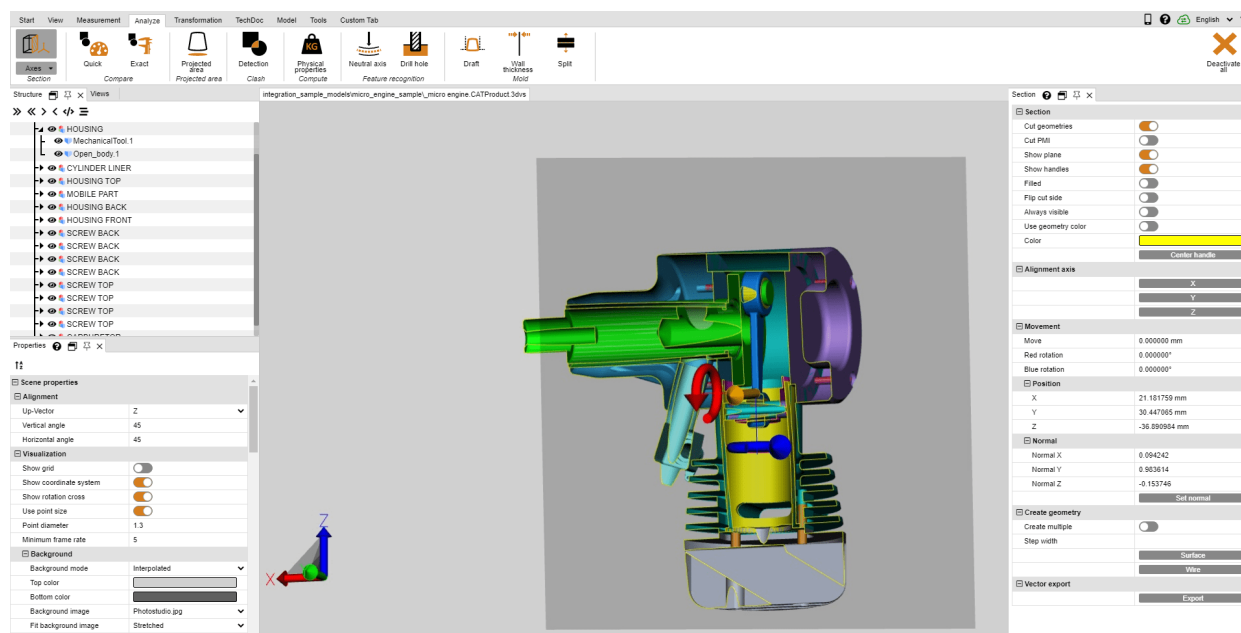 Start View Measurement Analyze Transformation TechDoc Model Tools Custom Tab
English
Axes
Quick
Exact
Projected area
Detection
KG
Physical properties
Neutral axis
Drill hole
Draft
Wall thickness
Split
Deactivate all
Section Compare Projected area Clash Compute Feature recognition Mold
Structure Views
HOUSING
MechanicalTool.1
Open_body.1
CYLINDER LINER
HOUSING TOP
MOBILE PART
HOUSING BACK
HOUSING FRONT
SCREW BACK
SCREW BACK
SCREW BACK
SCREW BACK
SCREW TOP
SCREW TOP
SCREW TOP
SCREW TOP
Properties
Scene properties
Alignment
Up-Vector Z
Vertical angle 45
Horizontal angle 45
Visualization
Show grid
Show coordinate system
Show rotation cross
Use point size
Point diameter 1.3
Minimum frame rate 5
Background
Background mode Interpolated
Top color
Bottom color
Background image Photostudio.jpg
Fit background image Stretched
integration_sample_models\micro_engine_sample\_micro engine.CATProduct.3dvs
Z
X
Section
Section
Cut geometries
Cut PMI
Show plane
Show handles
Filled
Flip cut side
Always visible
Use geometry color
Color
Center handle
Alignment axis
X
Y
Z
Movement
Move 0.000000 mm
Red rotation 0.000000°
Blue rotation 0.000000°
Position
X 21.181759 mm
Y 30.447065 mm
Z -36.890984 mm
Normal
Normal X 0.094242
Normal Y 0.983614
Normal Z -0.153746
Set normal
Create geometry
Create multiple
Step width
Surface
Wire
Vector export
Export